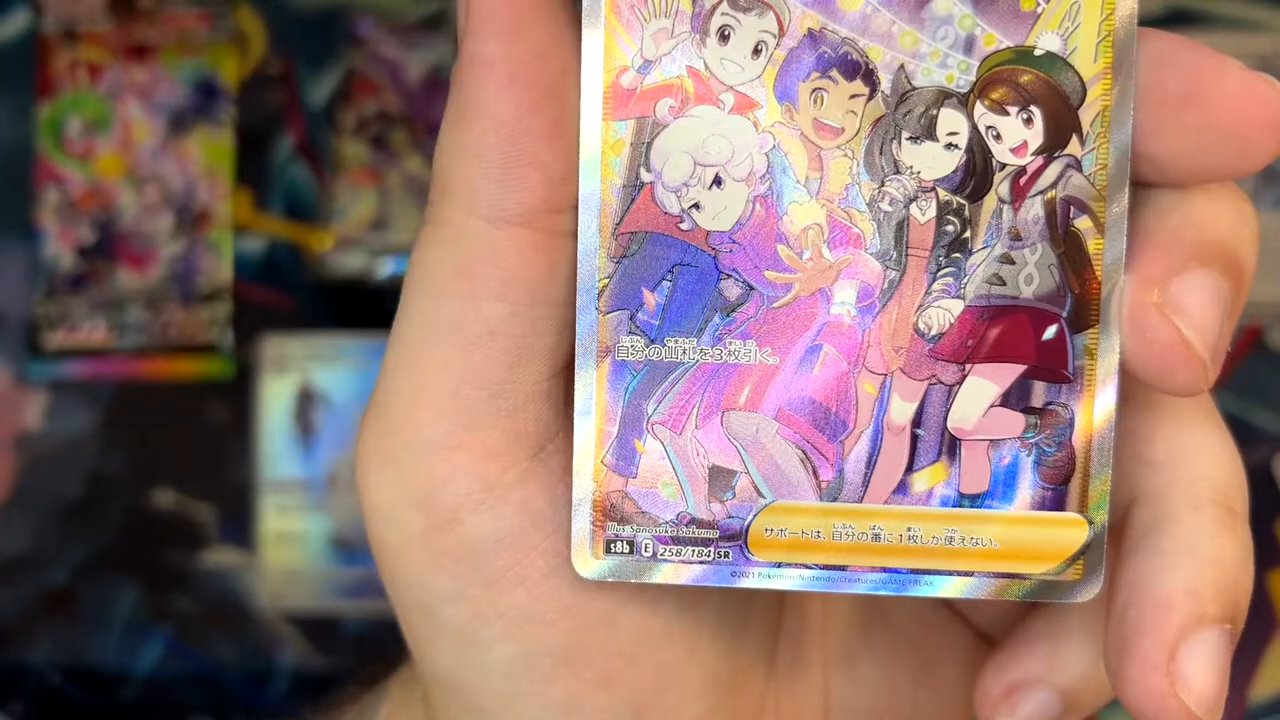 自分の山札を3枚引く。
サポートは、自分の番に1枚しか使えない。
Illus. Sanosuke Sakuma
s8b E 258/184 SR
©2021 Pokémon/Nintendo/Creatures/GAME FREAK